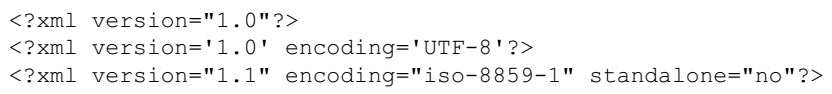 <?xml version="1.0"?>
<?xml version='1.0' encoding='UTF-8'?>
<?xml version="1.1" encoding="iso-8859-1" standalone="no"?>